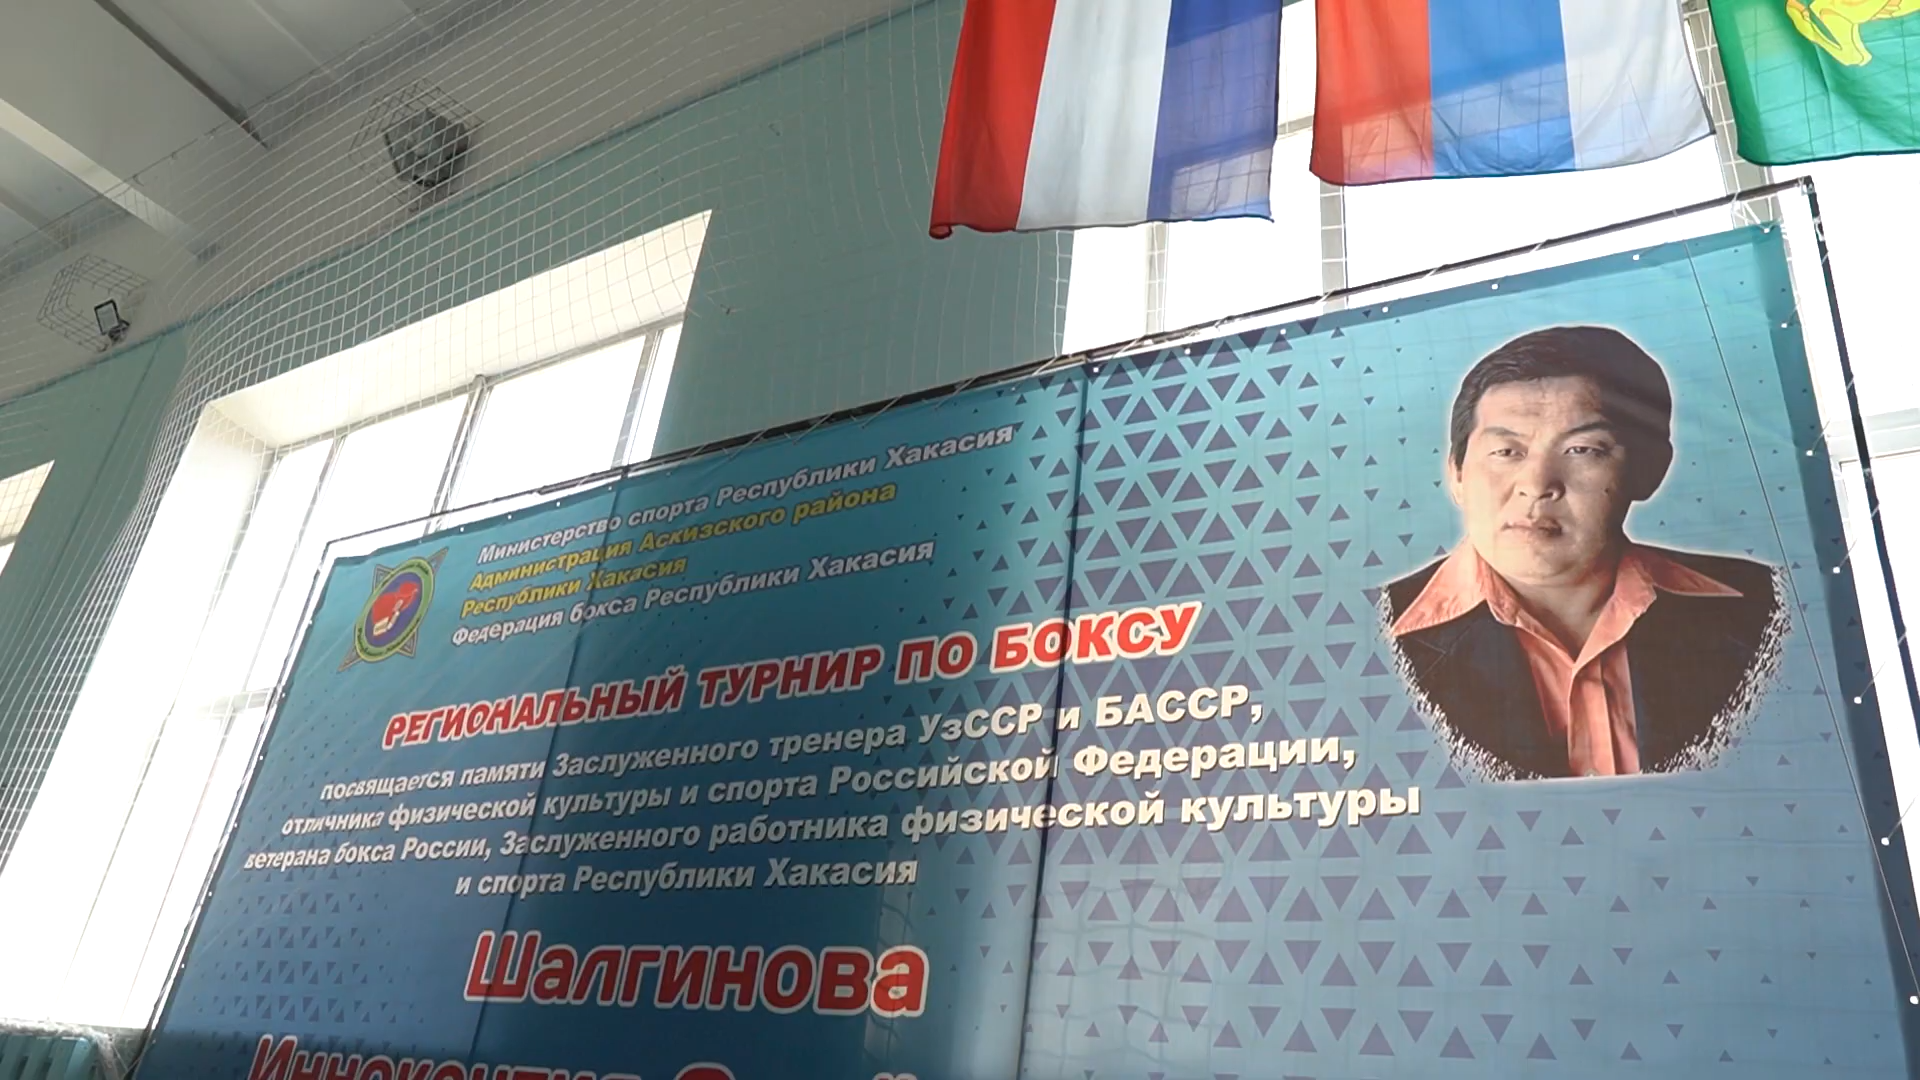 Министерство спорта Республики Хакасия
Администрация Аскизского района
Республики Хакасия
Федерация бокса Республики Хакасия
РЕГИОНАЛЬНЫЙ ТУРНИР ПО БОКСУ
посвящается памяти Заслуженного тренера УзССР и БАССР,
отличника физической культуры и спорта Российской Федерации,
ветерана бокса России, Заслуженного работника физической культуры
и спорта Республики Хакасия
Шалгинова
Иннокентия